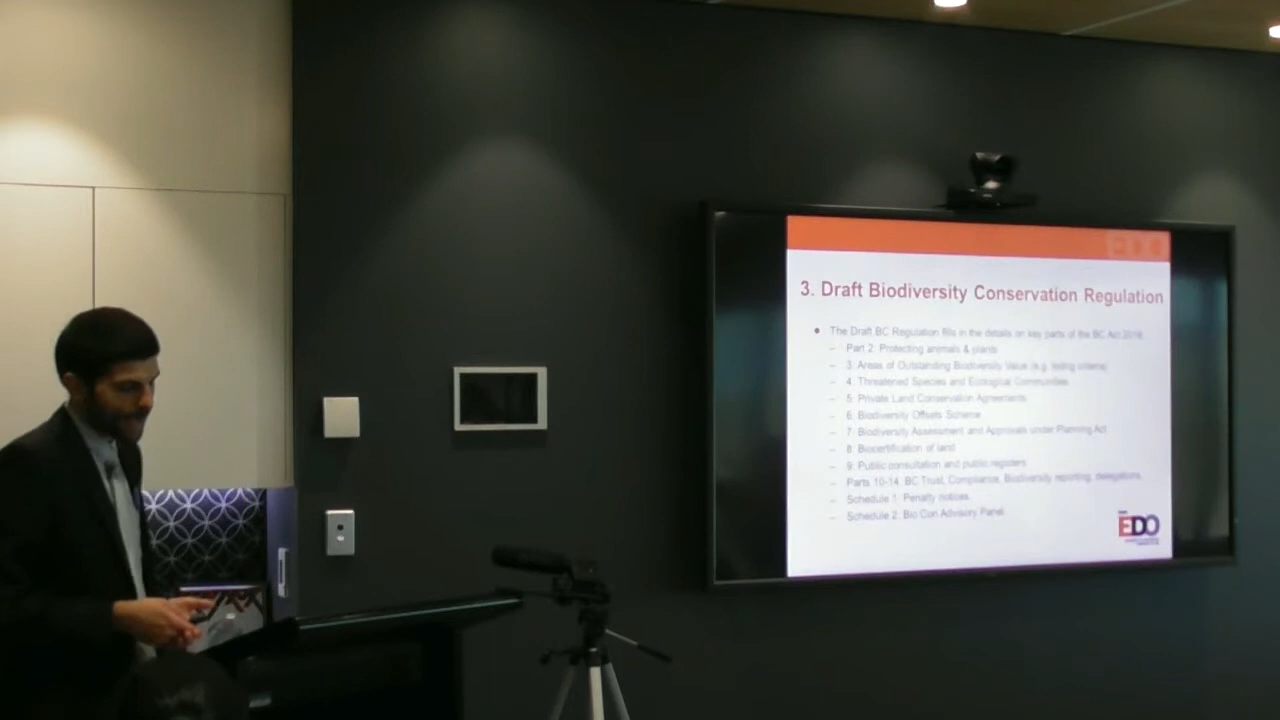 EDO
3. Draft Biodiversity Conservation Regulation
• The Draft BC Regulation fills in the details on key parts of the BC Act 2016:
– Part 2: Protecting animals & plants
– 3: Areas of Outstanding Biodiversity Value (e.g. listing criteria)
– 4: Threatened Species and Ecological Communities
– 5: Private Land Conservation Agreements
– 6: Biodiversity Offsets Scheme
– 7: Biodiversity Assessment and Approvals under Planning Act
– 8: Biocertification of land
– 9: Public consultation and public registers
– Parts 10-14: BC Trust, Compliance, Biodiversity reporting, delegations.
– Schedule 1: Penalty notices.
– Schedule 2: Bio Con Advisory Panel
EDO